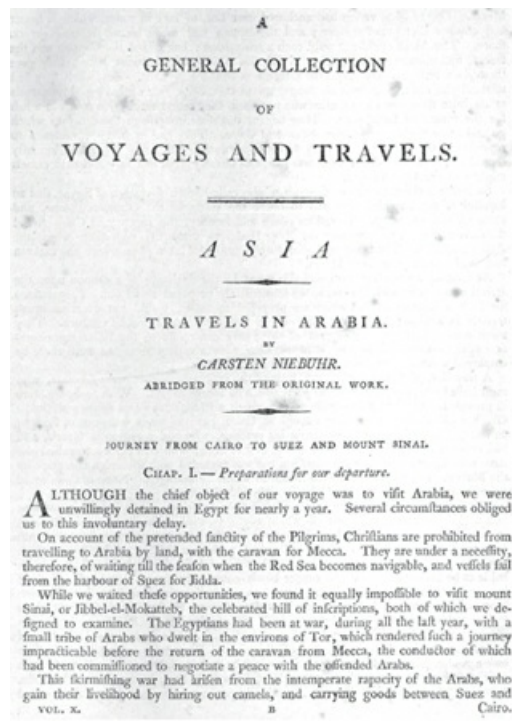 A
GENERAL COLLECTION
OF
VOYAGES AND TRAVELS.
ASIA
TRAVELS IN ARABIA.
BY
CARSTEN NIEBUHR.
ABRIDGED FROM THE ORIGINAL WORK.
JOURNEY FROM CAIRO TO SUEZ AND MOUNT SINAI.
CHAP. I.—Preparations for our departure.
ALTHOUGH the chief object of our voyage was to viſit Arabia, we were
unwillingly detained in Egypt for nearly a year. Several circumſtances obliged
us to this involuntary delay.
On account of the pretended ſanctity of the Pilgrims, Chriſtians are prohibited from
travelling to Arabia by land, with the caravan for Mecca. They are under a neceſſity,
therefore, of waiting till the ſeaſon when the Red Sea becomes navigable, and veſſels ſail
from the harbour of Suez for Jidda.
While we waited theſe opportunities, we found it equally impoſſible to viſit mount
Sinai, or Jibbel-el-Mokatteb, the celebrated hill of inſcriptions, both of which we de-
ſigned to examine. The Egyptians had been at war, during all the laſt year, with a
ſmall tribe of Arabs who dwelt in the environs of Tor, which rendered ſuch a journey
impracticable before the return of the caravan from Mecca, the conductor of which
had been commiſſioned to negotiate a peace with the offended Arabs.
This ſkirmiſhing war had ariſen from the intemperate rapacity of the Arabs, who
gain their livelihood by hiring out camels, and carrying goods between Suez and
VOL. X. B Cairo.